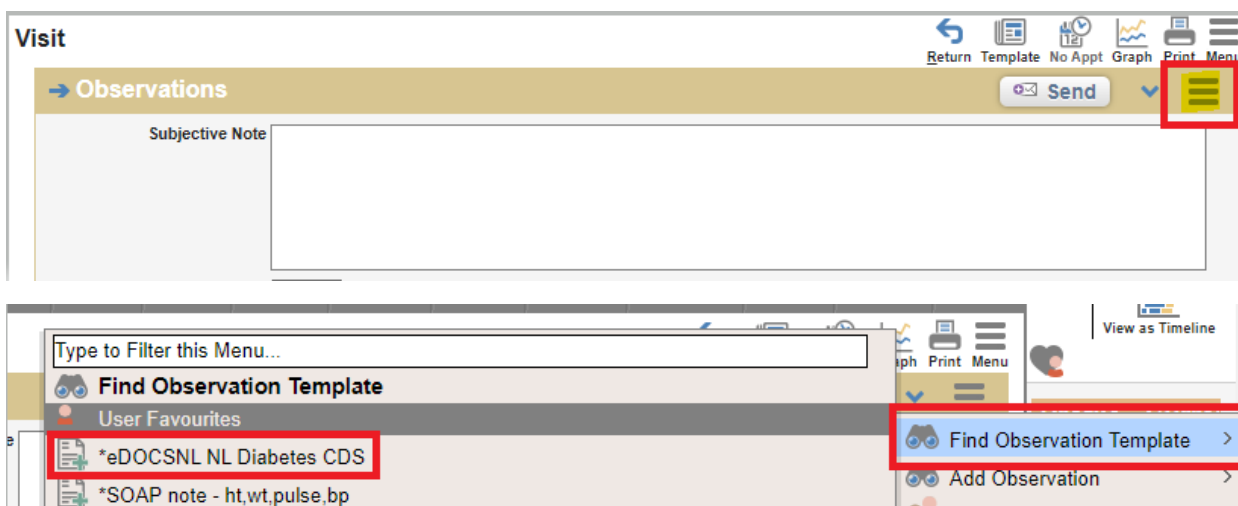 Visit
Return Template No Appt Graph Print Menu
Observations
Send
Subjective Note
View as Timeline
Type to Filter this Menu...
Print Menu
Find Observation Template
User Favourites
Find Observation Template
*eDOCSNL NL Diabetes CDS
Add Observation
*SOAP note - ht,wt,pulse,bp